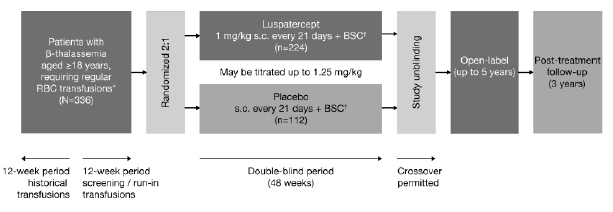 Patients with
β-thalassemia
aged ≥18 years,
requiring regular
RBC transfusions*
(N=336)
Randomized 2:1
Luspatercept
1 mg/kg s.c. every 21 days + BSC†
(n=224)
May be titrated up to 1.25 mg/kg
Placebo
s.c. every 21 days + BSC†
(n=112)
Study unblinding
Open-label
(up to 5 years)
Post-treatment
follow-up
(3 years)
12-week period
historical
transfusions
12-week period
screening / run-in
transfusions
Double-blind period
(48 weeks)
Crossover
permitted